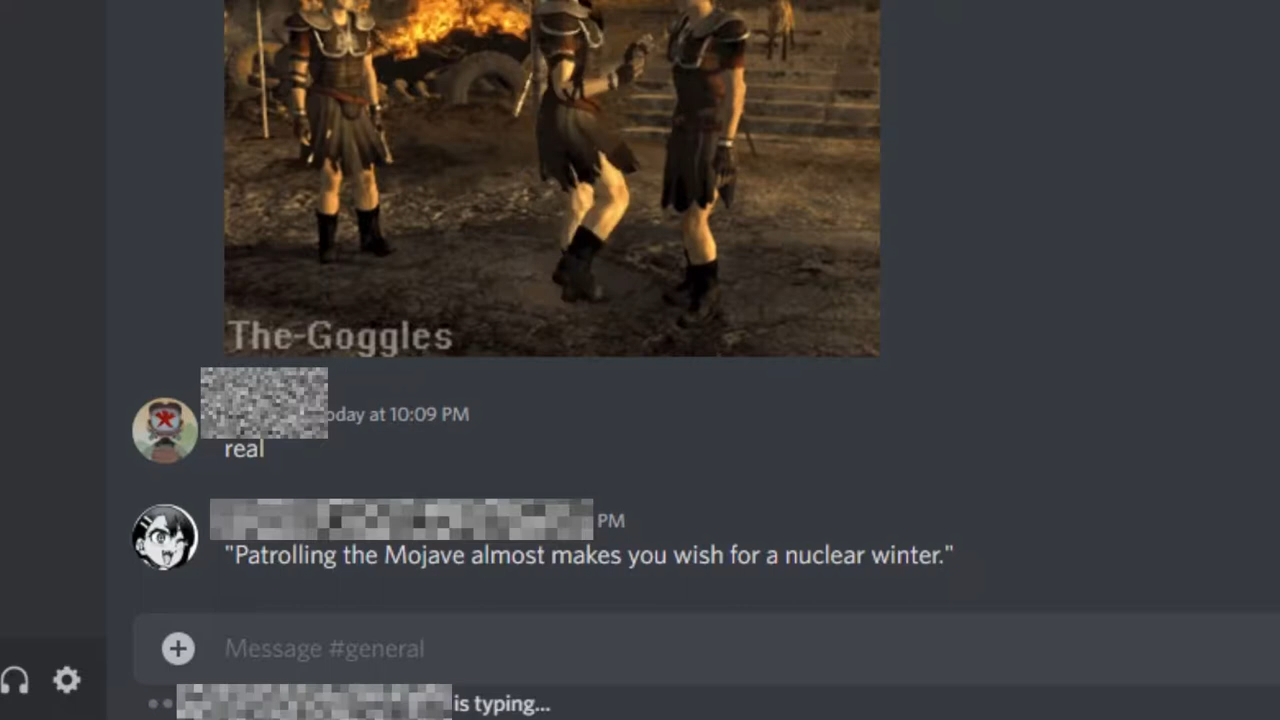 The-Goggles
oday at 10:09 PM
real
PM
"Patrolling the Mojave almost makes you wish for a nuclear winter."
Message #general
is typing...